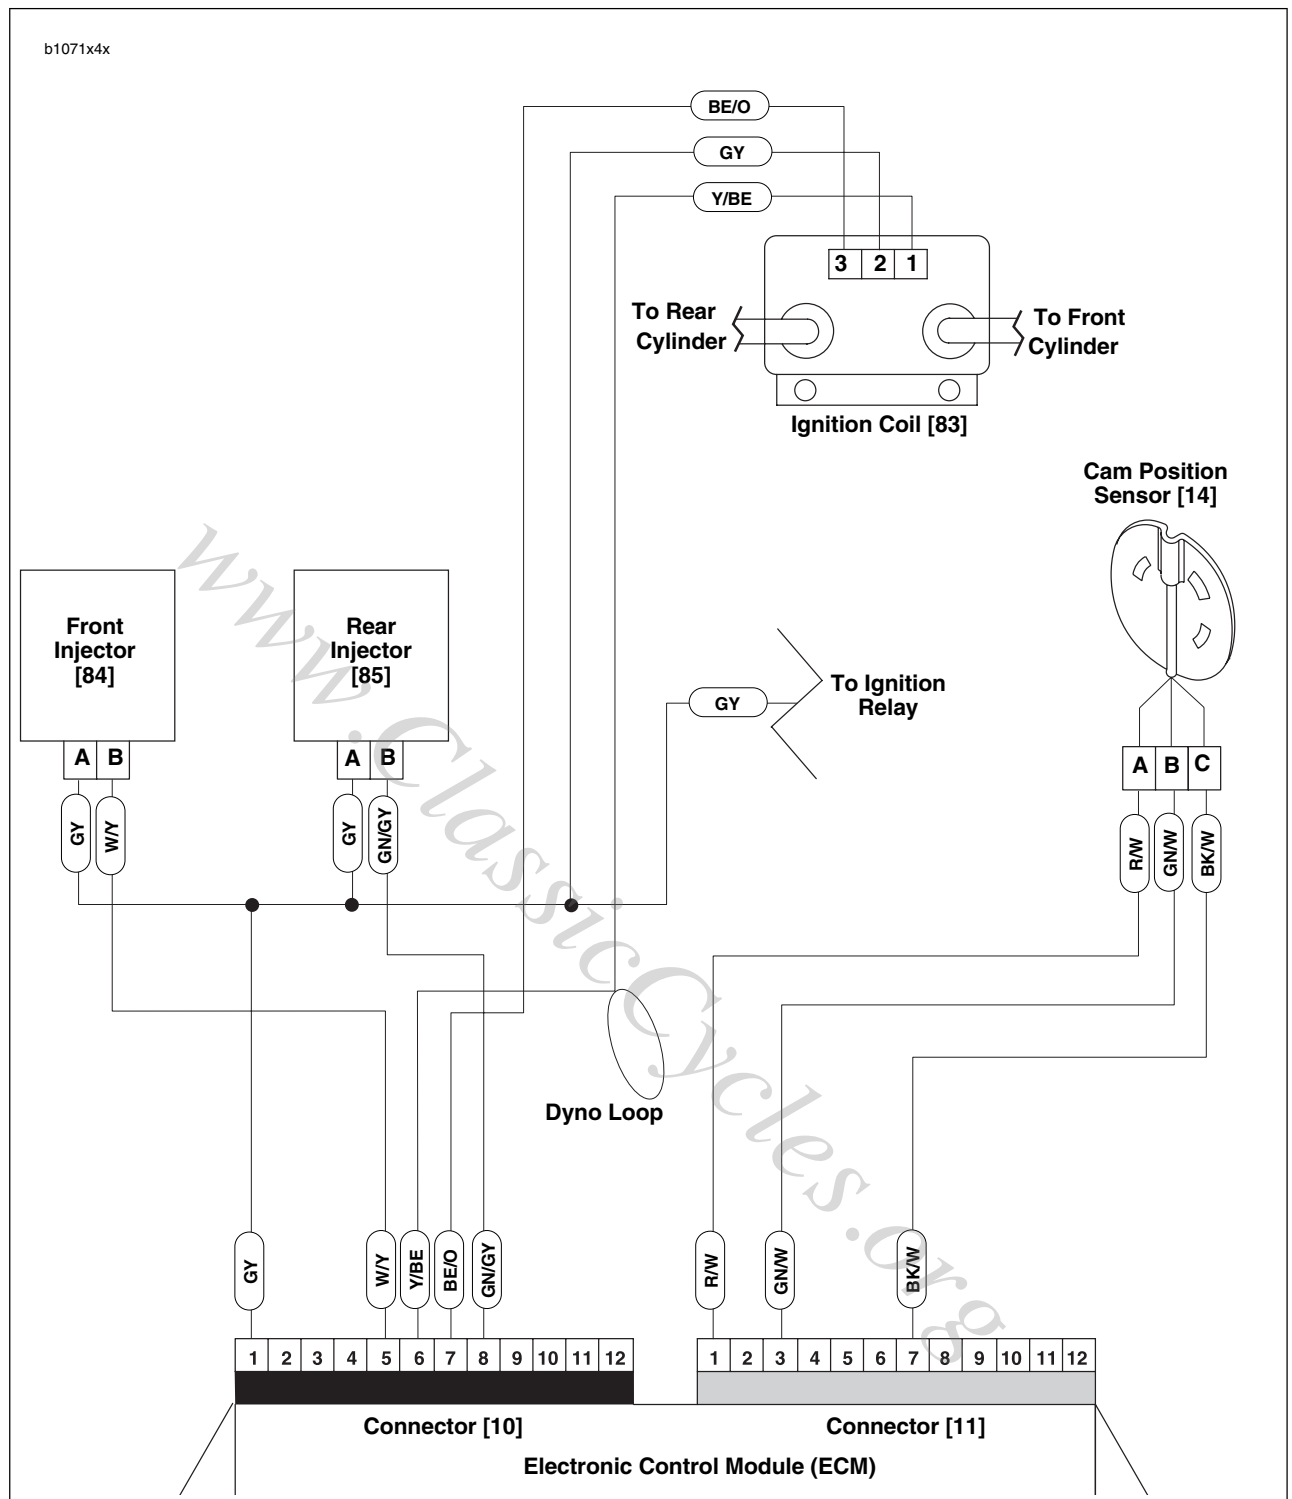 b1071x4x
BE/O
GY
Y/BE
3 2 1
To Rear
Cylinder
To Front
Cylinder
Ignition Coil [83]
Cam Position
Sensor [14]
Front
Injector
[84]
Rear
Injector
[85]
GY
To Ignition
Relay
A B
A B
A B C
GY
W/Y
GY
GN/GY
R/W
GN/W
BK/W
Dyno Loop
GY
W/Y
Y/BE
BE/O
GN/GY
R/W
GN/W
BK/W
1 2 3 4 5 6 7 8 9 10 11 12
1 2 3 4 5 6 7 8 9 10 11 12
Connector [10]
Connector [11]
Electronic Control Module (ECM)
www.ClassicCycles.org